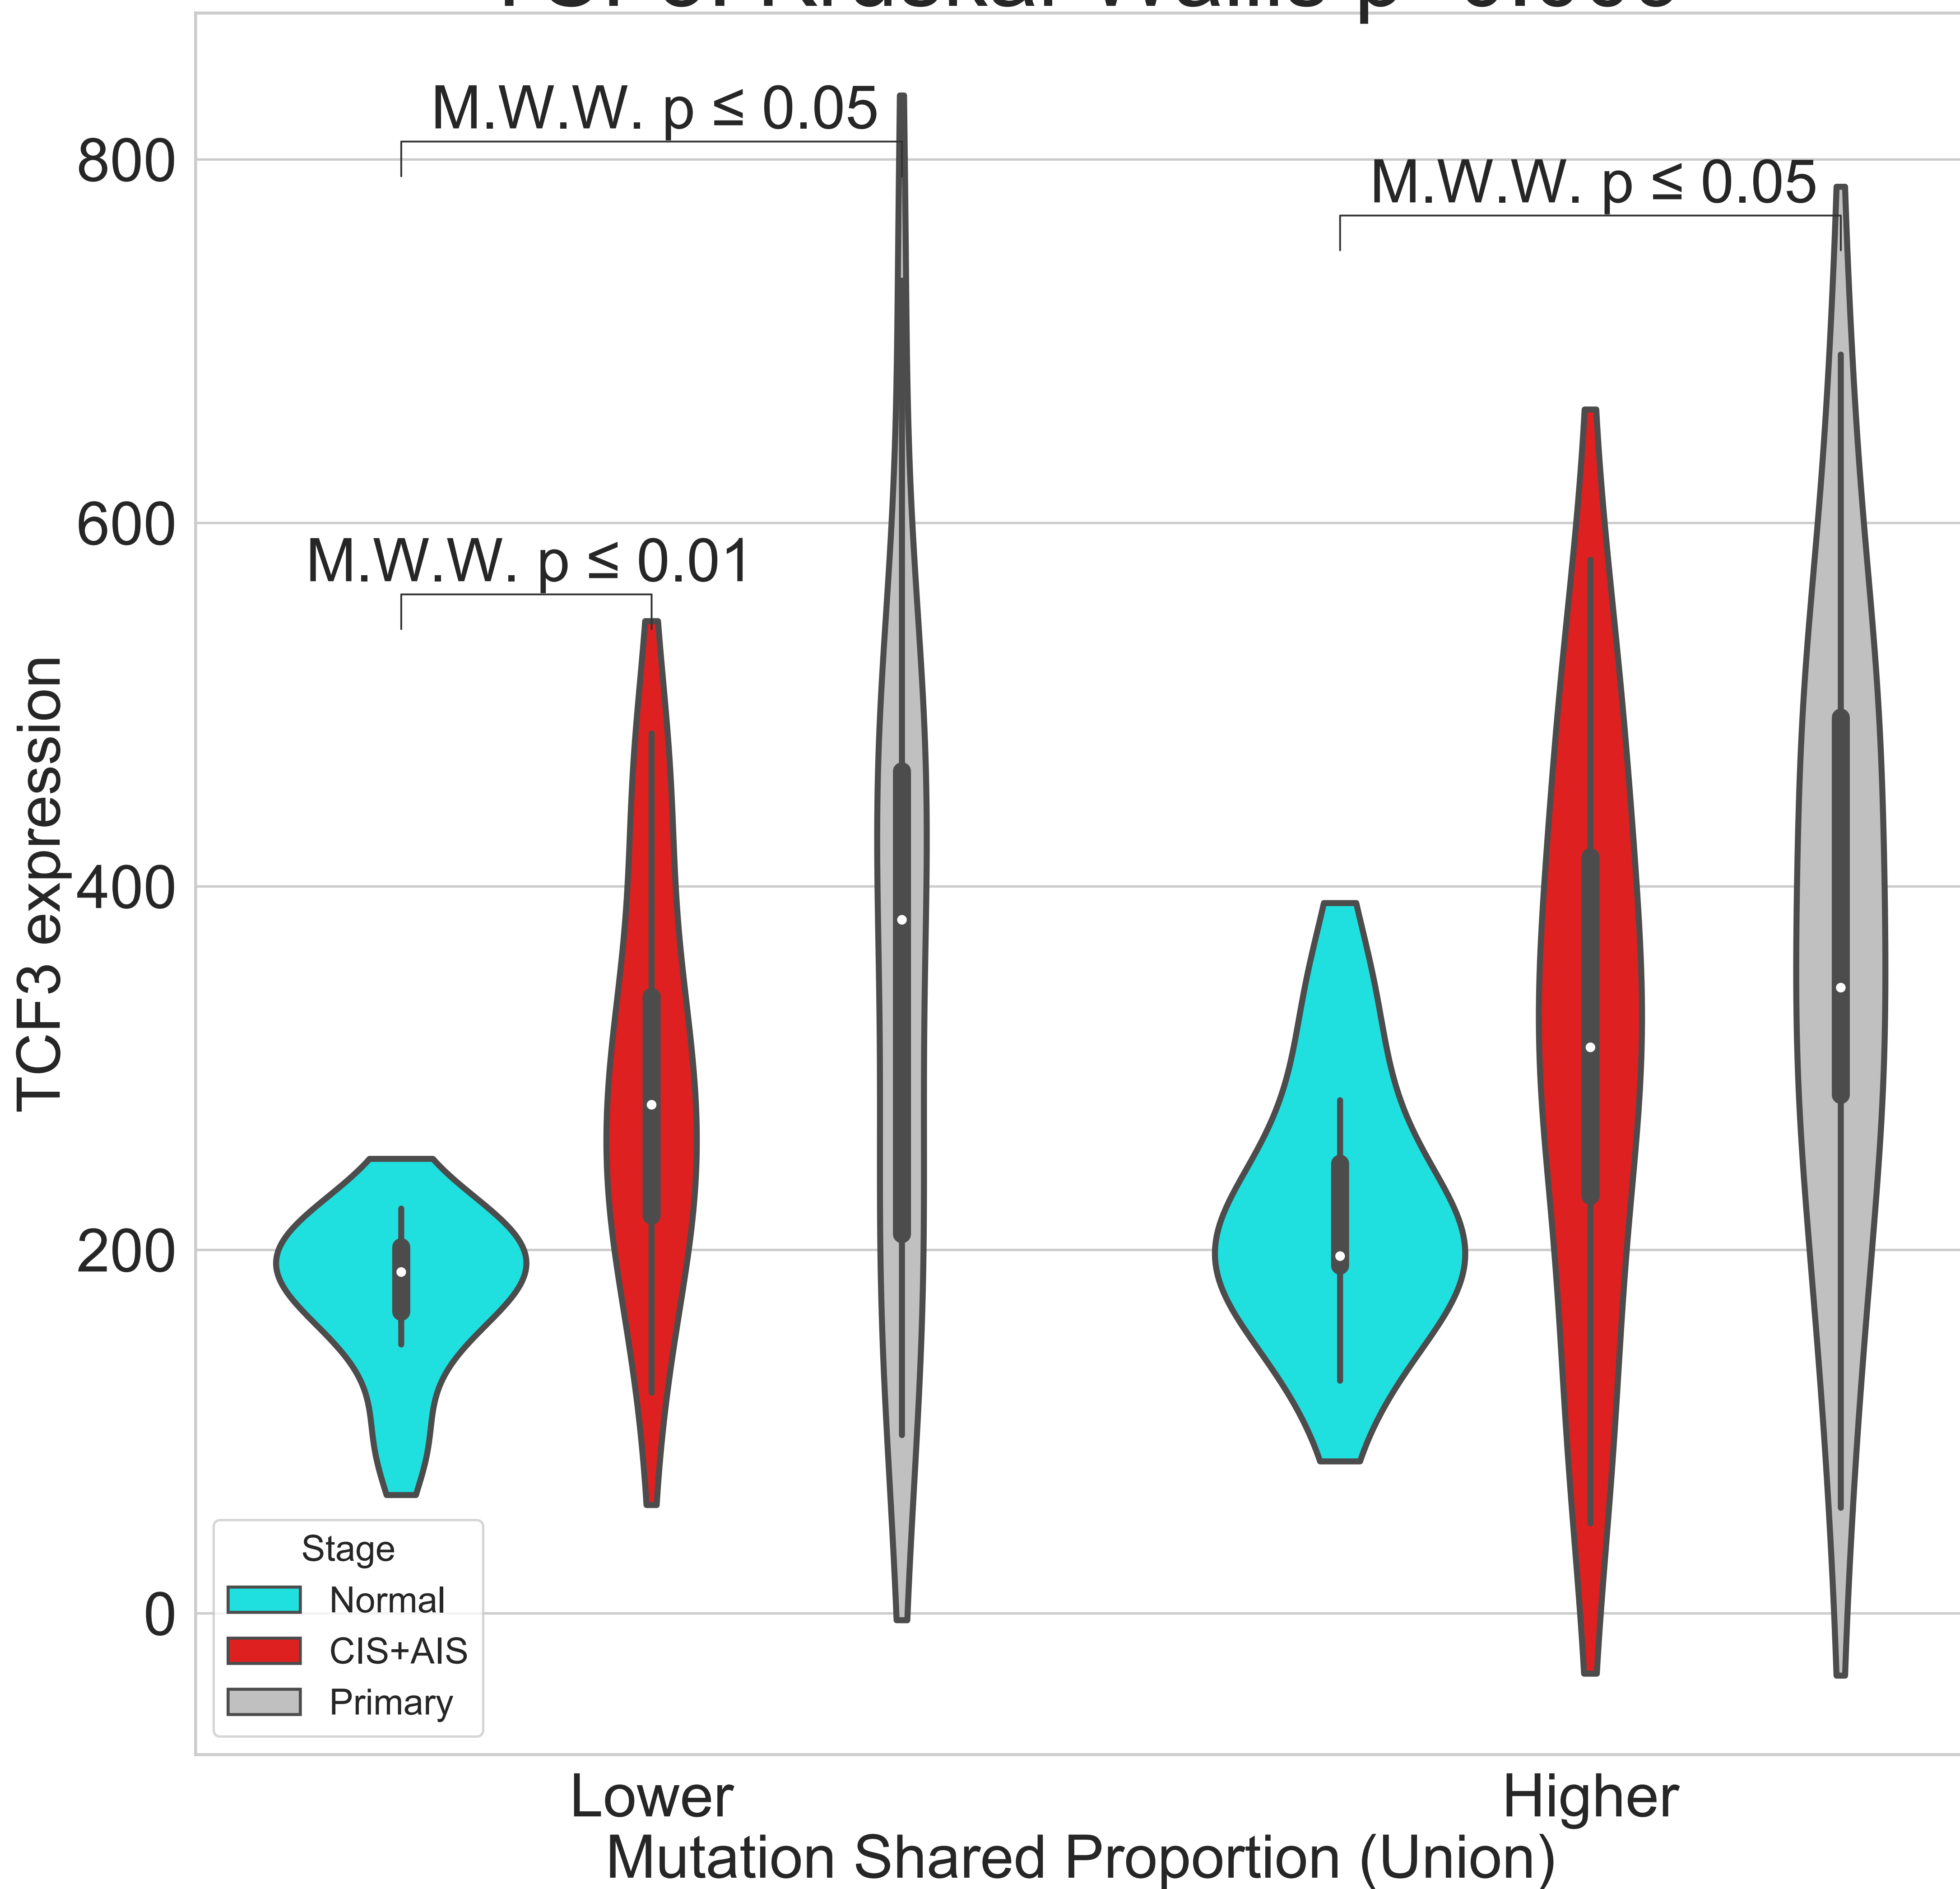 M.W.W. p ≤ 0.05
800
M.W.W. p ≤ 0.05
600
M.W.W. p ≤ 0.01
TCF3 expression
400
200
0
Stage
Normal
CIS+AIS
Primary
Lower
Higher
Mutation Shared Proportion (Union)